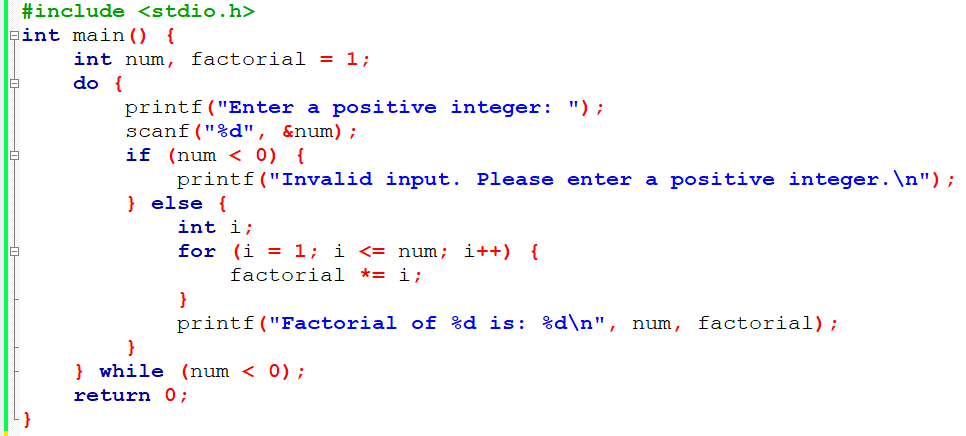 #include <stdio.h>
int main() {
    int num, factorial = 1;
    do {
        printf("Enter a positive integer: ");
        scanf("%d", &num);
        if (num < 0) {
            printf("Invalid input. Please enter a positive integer.\n");
        } else {
            int i;
            for (i = 1; i <= num; i++) {
                factorial *= i;
            }
            printf("Factorial of %d is: %d\n", num, factorial);
        }
    } while (num < 0);
    return 0;
}